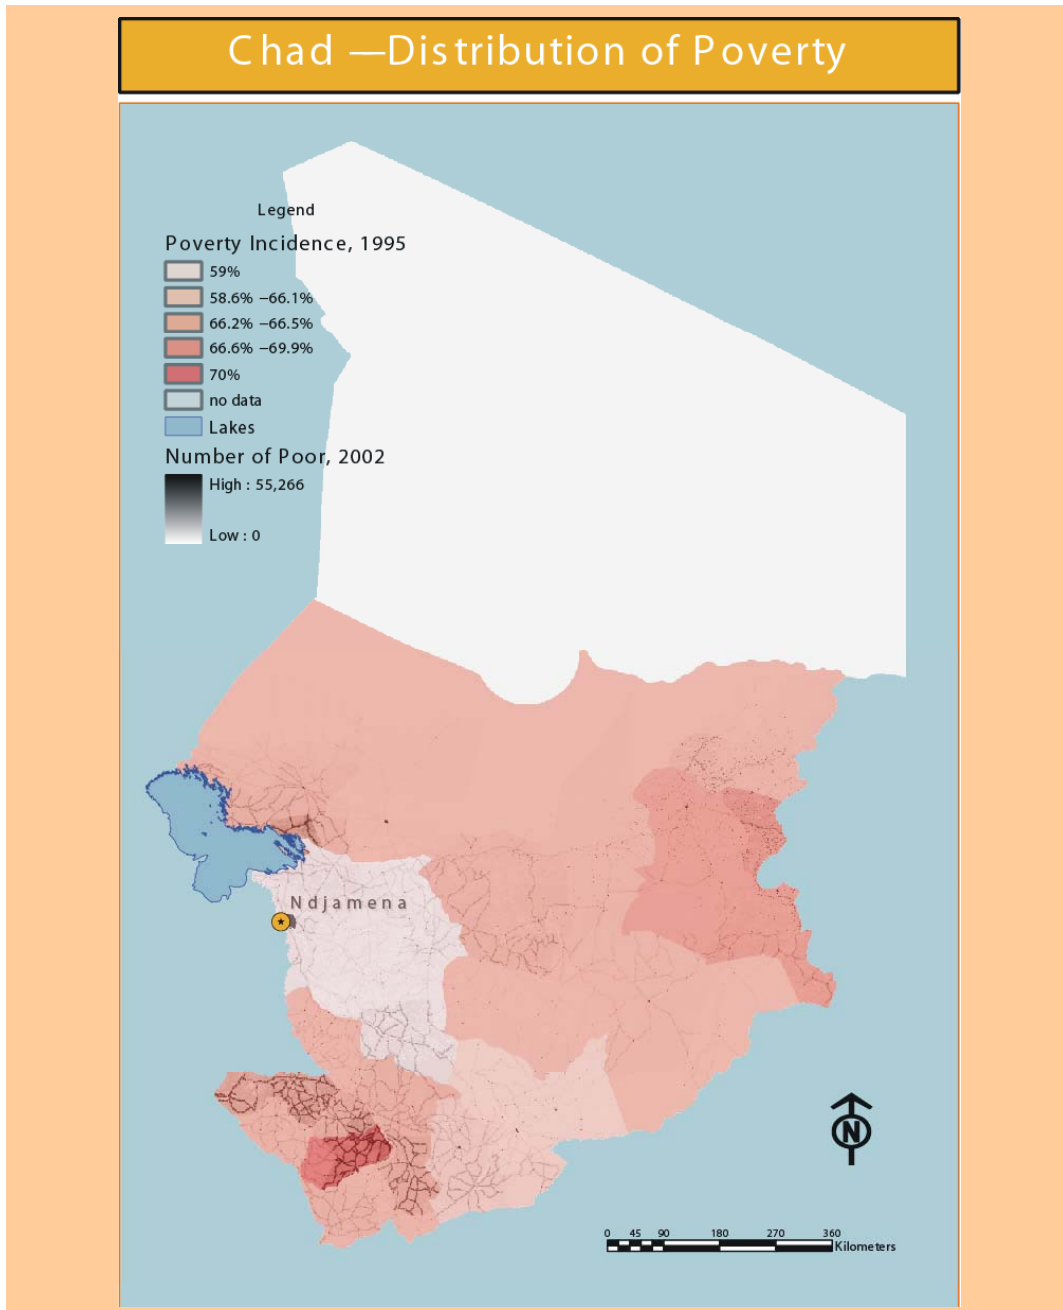 Chad —Distribution of Poverty
Legend
Poverty Incidence, 1995
59%
58.6% –66.1%
66.2% –66.5%
66.6% –69.9%
70%
no data
Lakes
Number of Poor, 2002
High : 55,266
Low : 0
Ndjamena
N
0 45 90 180 270 360
Kilometers